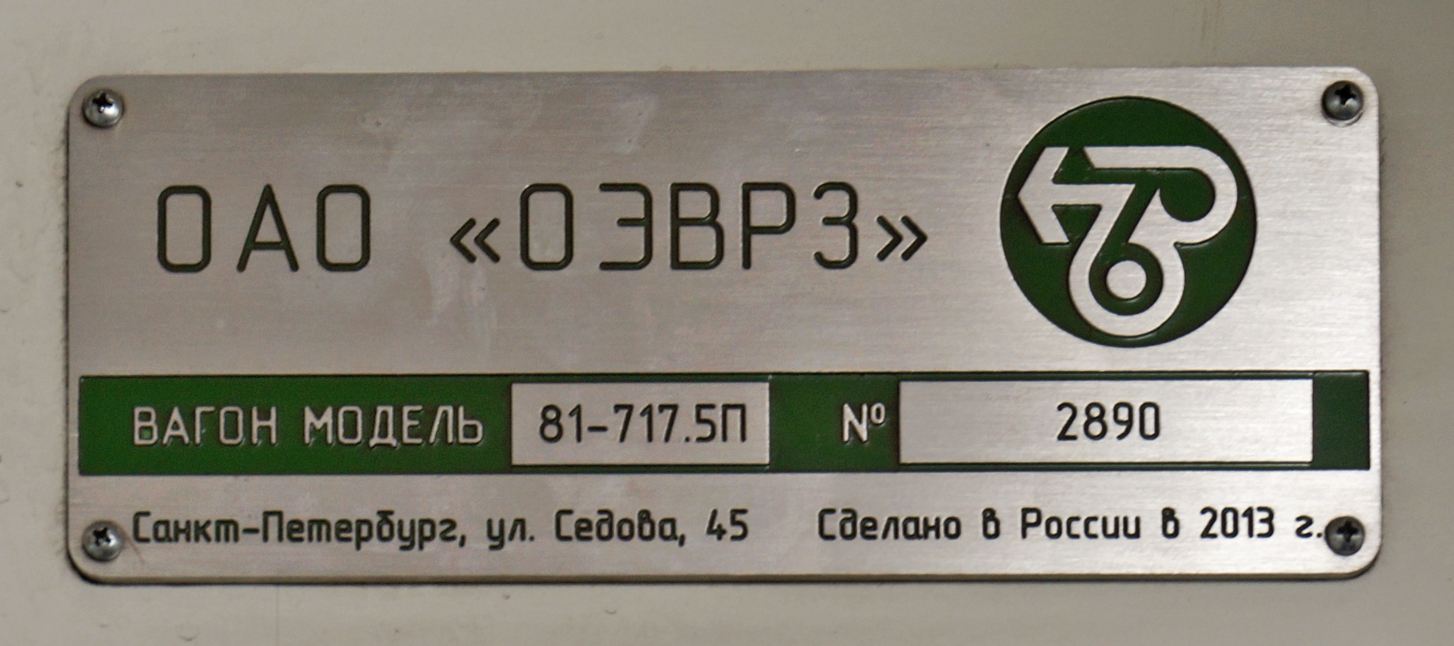 ОАО «ОЭВРЗ»
ВАГОН МОДЕЛЬ 81-717.5П № 2890
Санкт-Петербург, ул. Седова, 45 Сделано в России в 2013 г.